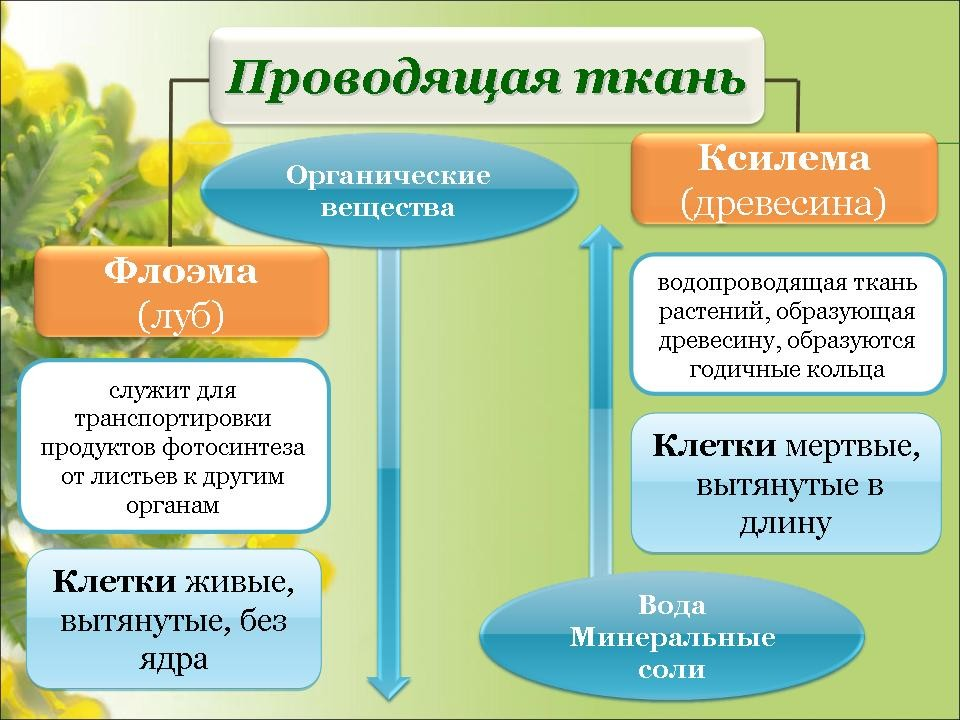 Проводящая ткань
Органические
вещества
Ксилема
(древесина)
Флоэма
(луб)
водопроводящая ткань
растений, образующая
древесину, образуются
годичные кольца
служит для
транспортировки
продуктов фотосинтеза
от листьев к другим
органам
Клетки мертвые,
вытянутые в
длину
Клетки живые,
вытянутые, без
ядра
Вода
Минеральные
соли